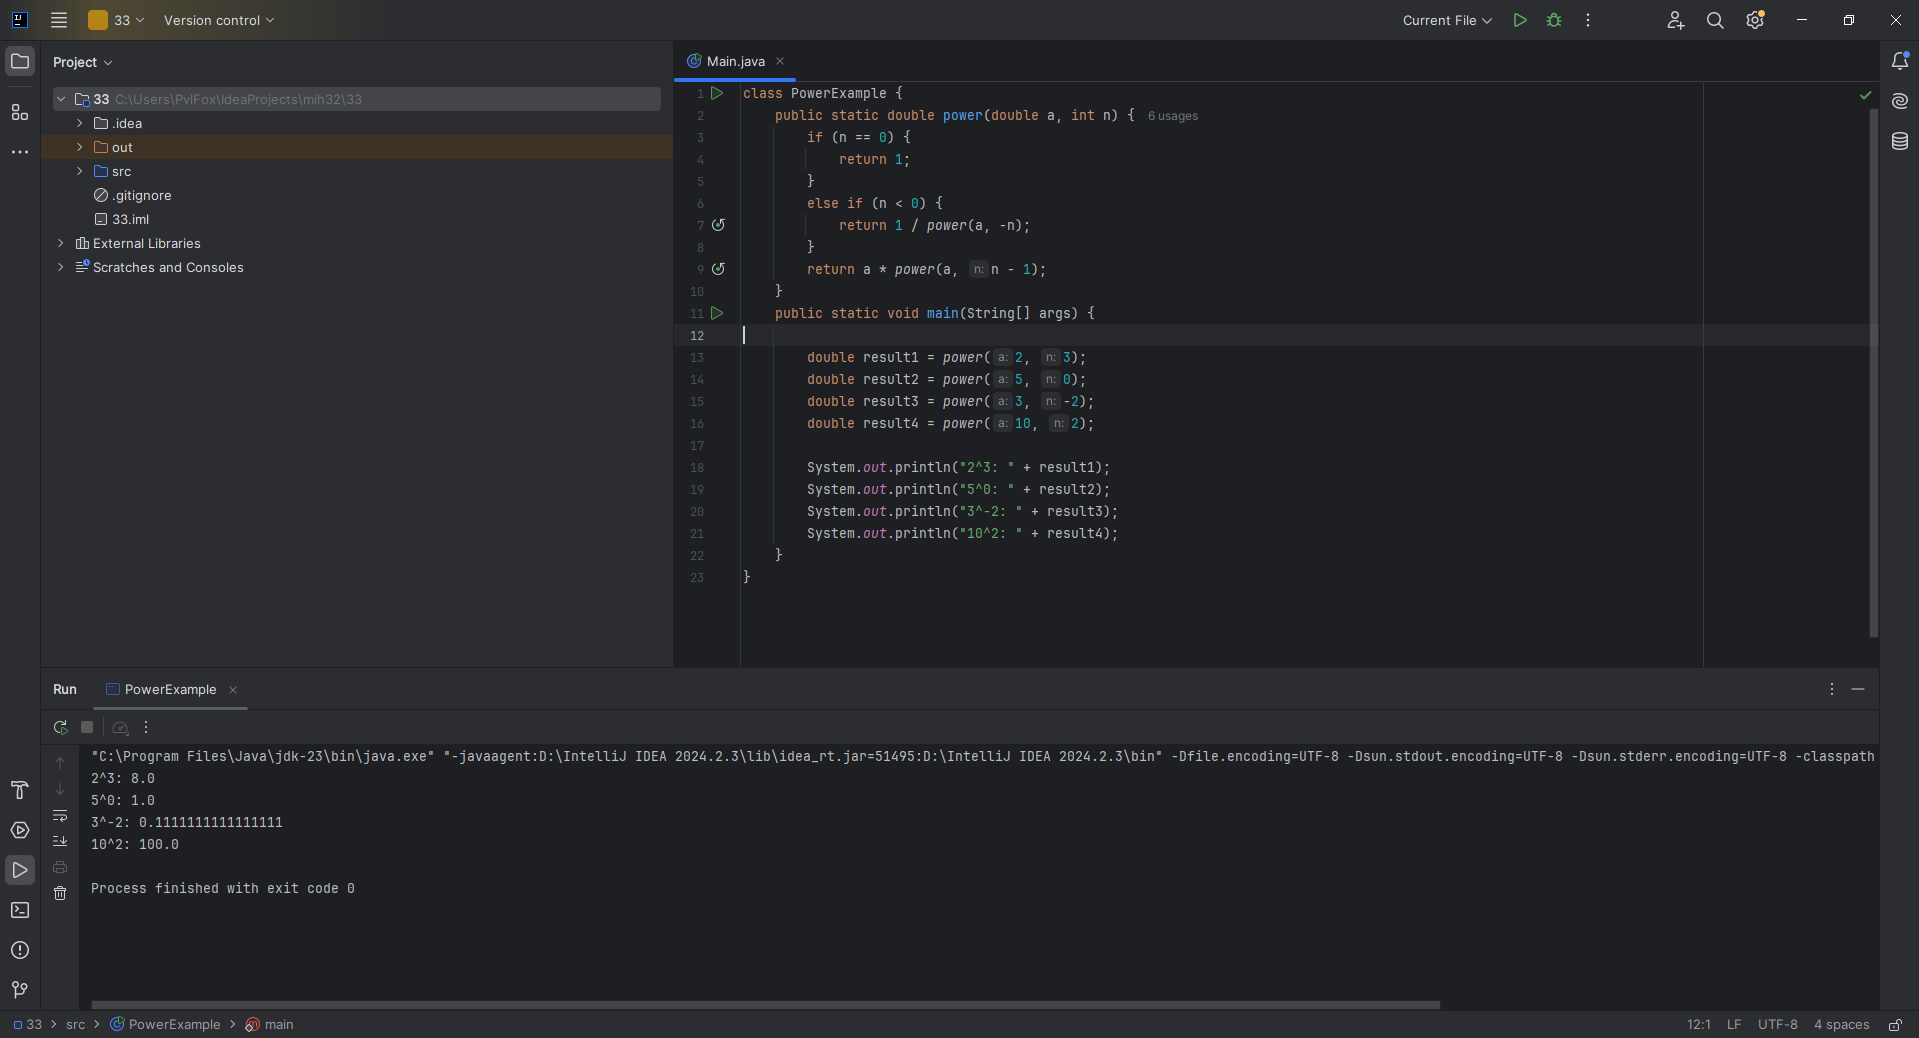 33 Version control Current File
Project
33 C:\Users\PvlFox\IdeaProjects\mih32\33
.idea
out
src
.gitignore
33.iml
External Libraries
Scratches and Consoles
Main.java
1 class PowerExample {
2 public static double power(double a, int n) { 6 usages
3 if (n == 0) {
4 return 1;
5 }
6 else if (n < 0) {
7 return 1 / power(a, -n);
8 }
9 return a * power(a, n: n - 1);
10 }
11 public static void main(String[] args) {
12
13 double result1 = power( a: 2, n: 3);
14 double result2 = power( a: 5, n: 0);
15 double result3 = power( a: 3, n: -2);
16 double result4 = power( a: 10, n: 2);
17
18 System.out.println("2^3: " + result1);
19 System.out.println("5^0: " + result2);
20 System.out.println("3^-2: " + result3);
21 System.out.println("10^2: " + result4);
22 }
23 }
Run PowerExample
"C:\Program Files\Java\jdk-23\bin\java.exe" "-javaagent:D:\IntelliJ IDEA 2024.2.3\lib\idea_rt.jar=51495:D:\IntelliJ IDEA 2024.2.3\bin" -Dfile.encoding=UTF-8 -Dsun.stdout.encoding=UTF-8 -Dsun.stderr.encoding=UTF-8 -classpath
2^3: 8.0
5^0: 1.0
3^-2: 0.1111111111111111
10^2: 100.0
Process finished with exit code 0
33 > src > PowerExample > main 12:1 LF UTF-8 4 spaces